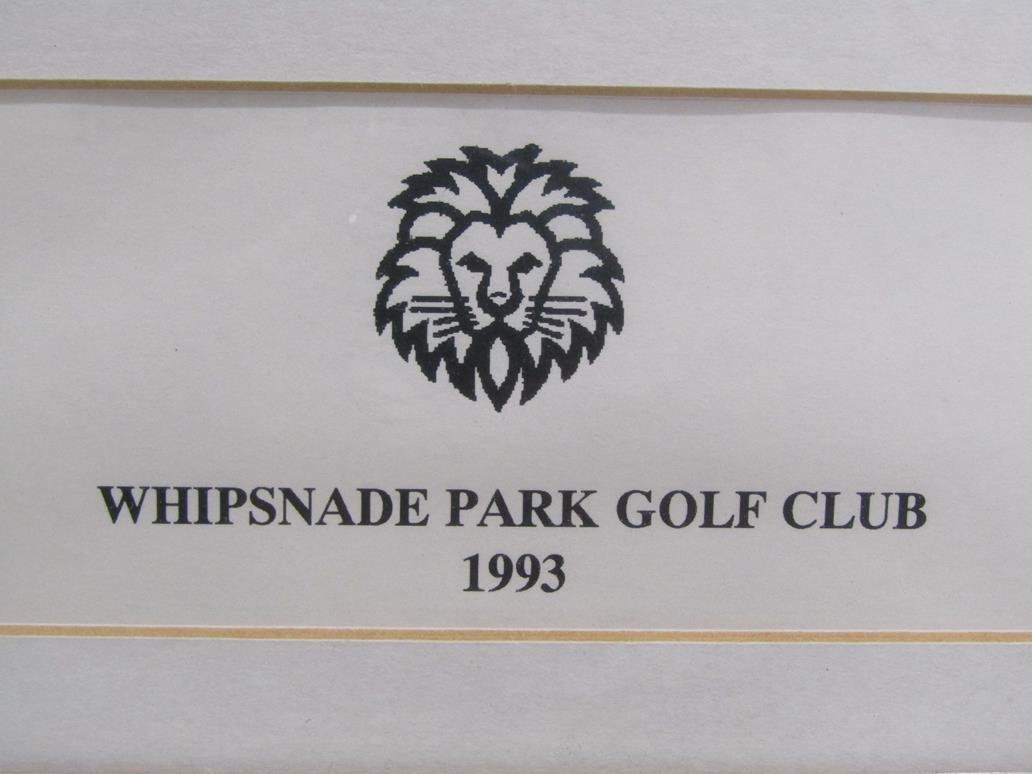 WHIPSNADE PARK GOLF CLUB
1993